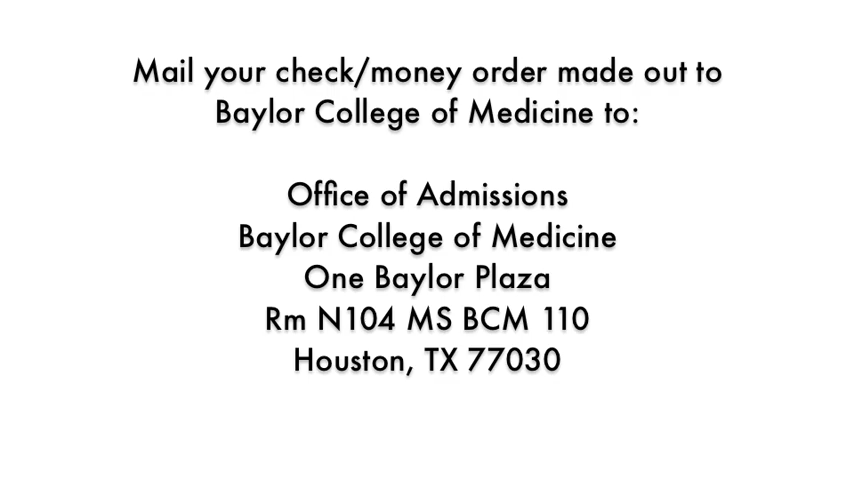 Mail your check/money order made out to
Baylor College of Medicine to:
Office of Admissions
Baylor College of Medicine
One Baylor Plaza
Rm N104 MS BCM 110
Houston, TX 77030